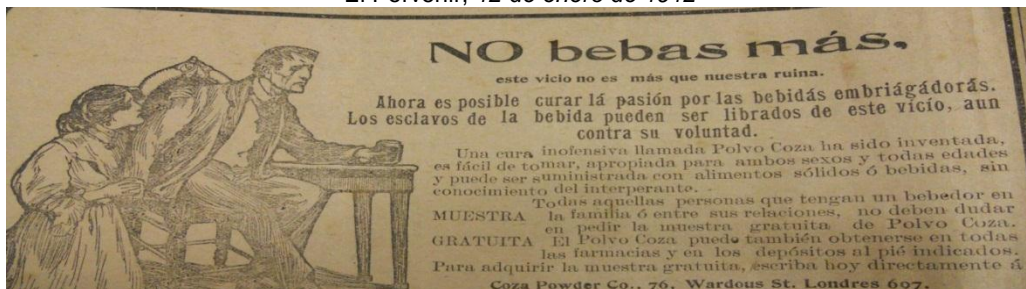 El Porvenir, 12 de enero de 1912
NO bebas más,
este vicio no es más que nuestra ruina.
Ahora es posible curar lá pasión por las bebidás embriágádorás.
Los esclavos de la bebida pueden ser librados de este vicío, aun
contra su voluntad.
Una cura inofensiva llamada Polvo Coza ha sido inventada,
es fácil de tomar, apropiada para ambos sexos y todas edades
y puede ser suministrada con alimentos sólidos ó bebidas, sin
conocimiento del interperante.
Todas aquellas personas que tengan un bebedor en
MUESTRA la familia ó entre sus relaciones, no deben dudar
en pedir la muestra gratuita de Polvo Coza.
GRATUITA El Polvo Coza puede también obtenerse en todas
las farmacias y en los depósitos al pié indicados.
Para adquirir la muestra gratuita, escriba hoy directamente á
Coza Powder Co., 76, Wardous St. Londres 697.